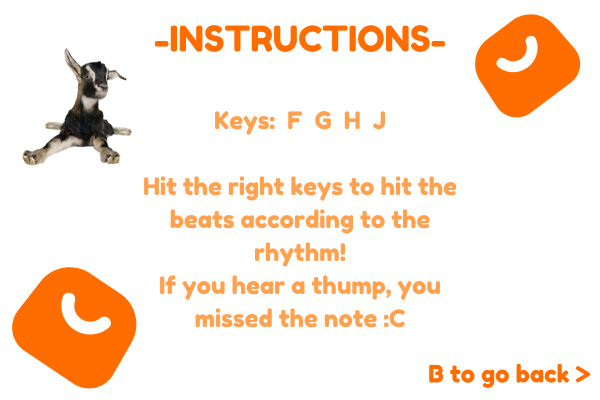 -INSTRUCTIONS-
Keys: F G H J
Hit the right keys to hit the
beats according to the
rhythm!
If you hear a thump, you
missed the note :C
B to go back >